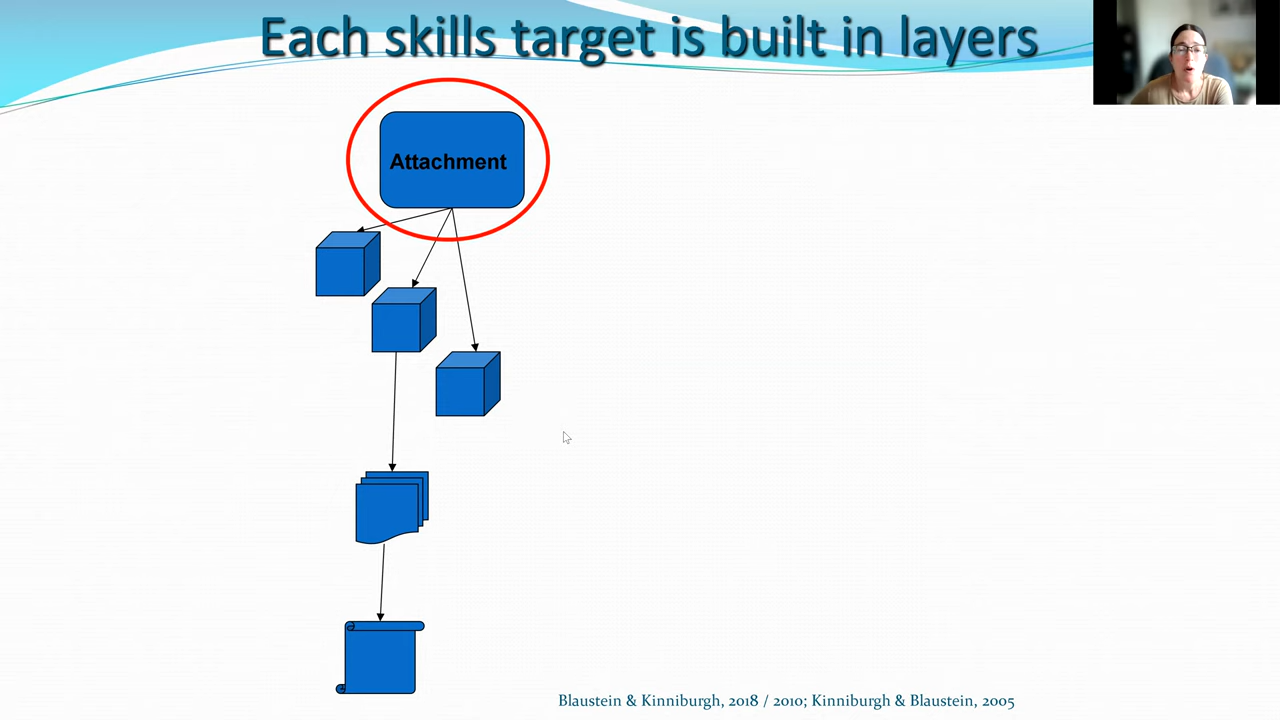 Each skills target is built in layers
Attachment
Blaustein & Kinniburgh, 2018 / 2010; Kinniburgh & Blaustein, 2005